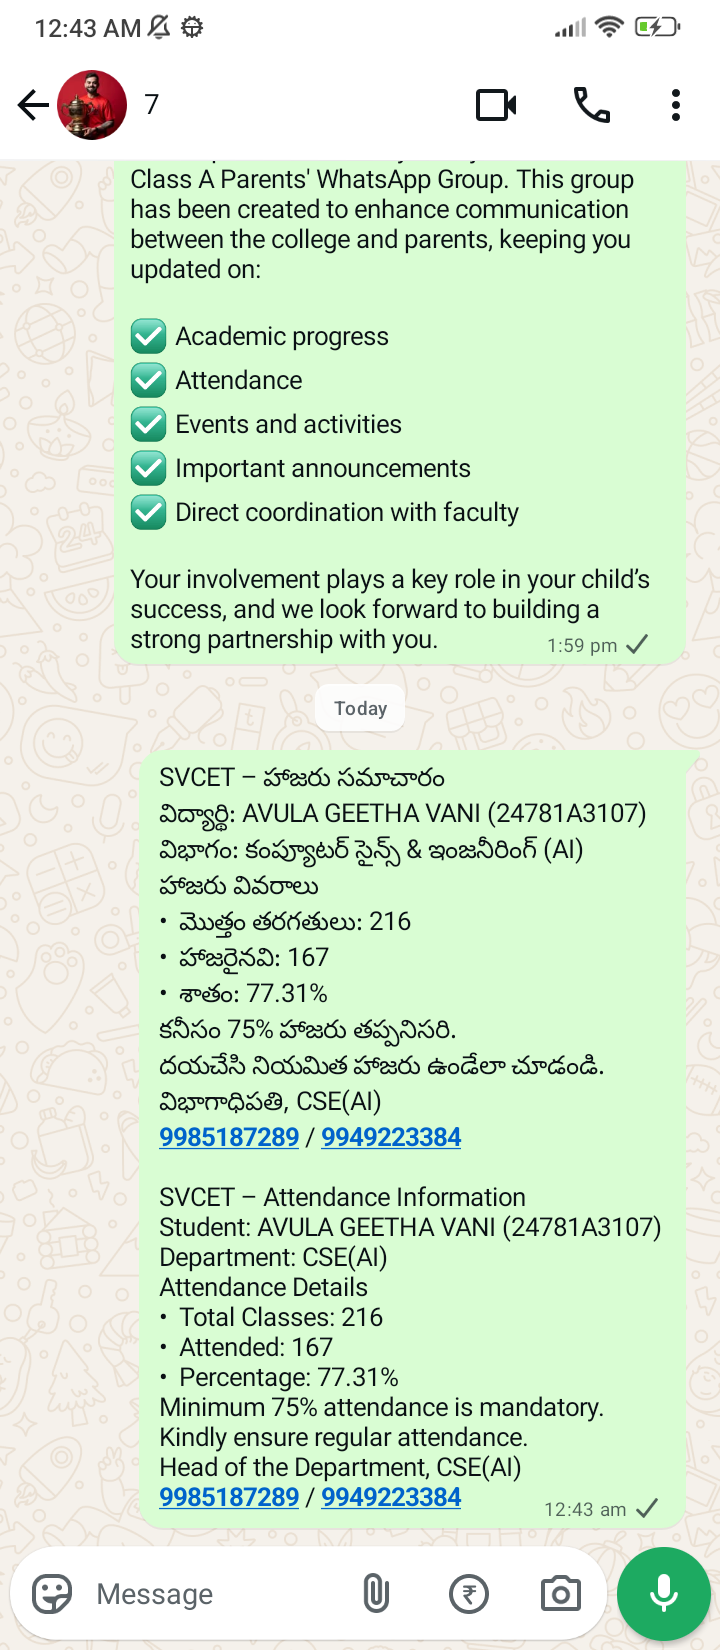 12:43 AM
7
Class A Parents' WhatsApp Group. This group
has been created to enhance communication
between the college and parents, keeping you
updated on:
✅ Academic progress
✅ Attendance
✅ Events and activities
✅ Important announcements
✅ Direct coordination with faculty
Your involvement plays a key role in your child’s
success, and we look forward to building a
strong partnership with you.
1:59 pm
Today
SVCET – హాజరు సమాచారం
విద్యార్థి: AVULA GEETHA VANI (24781A3107)
విభాగం: కంప్యూటర్ సైన్స్ & ఇంజనీరింగ్ (AI)
హాజరు వివరాలు
• మొత్తం తరగతులు: 216
• హాజరైనవి: 167
• శాతం: 77.31%
కనీసం 75% హాజరు తప్పనిసరి.
దయచేసి నియమిత హాజరు ఉండేలా చూడండి.
విభాగాధిపతి, CSE(AI)
9985187289 / 9949223384
SVCET – Attendance Information
Student: AVULA GEETHA VANI (24781A3107)
Department: CSE(AI)
Attendance Details
• Total Classes: 216
• Attended: 167
• Percentage: 77.31%
Minimum 75% attendance is mandatory.
Kindly ensure regular attendance.
Head of the Department, CSE(AI)
9985187289 / 9949223384
12:43 am
Message